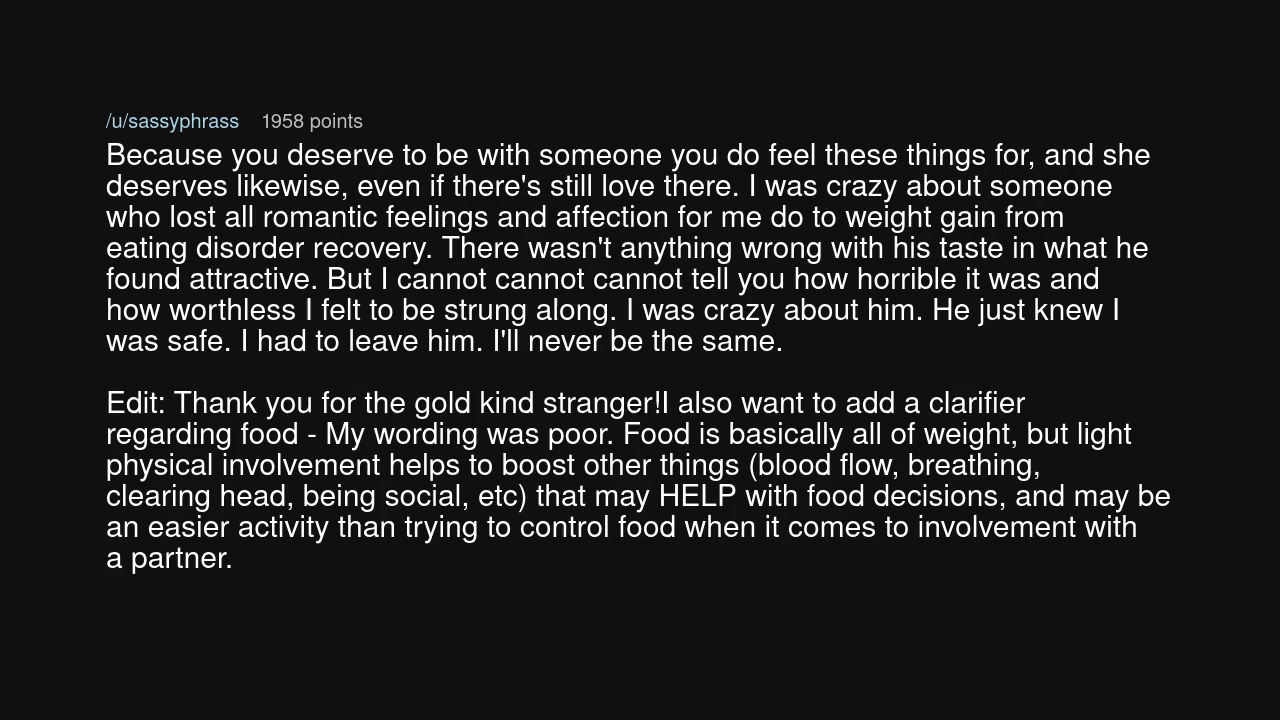 /u/sassyphrass 1958 points
Because you deserve to be with someone you do feel these things for, and she
deserves likewise, even if there's still love there. I was crazy about someone
who lost all romantic feelings and affection for me do to weight gain from
eating disorder recovery. There wasn't anything wrong with his taste in what he
found attractive. But I cannot cannot cannot tell you how horrible it was and
how worthless I felt to be strung along. I was crazy about him. He just knew I
was safe. I had to leave him. I'll never be the same.
Edit: Thank you for the gold kind stranger!I also want to add a clarifier
regarding food - My wording was poor. Food is basically all of weight, but light
physical involvement helps to boost other things (blood flow, breathing,
clearing head, being social, etc) that may HELP with food decisions, and may be
an easier activity than trying to control food when it comes to involvement with
a partner.